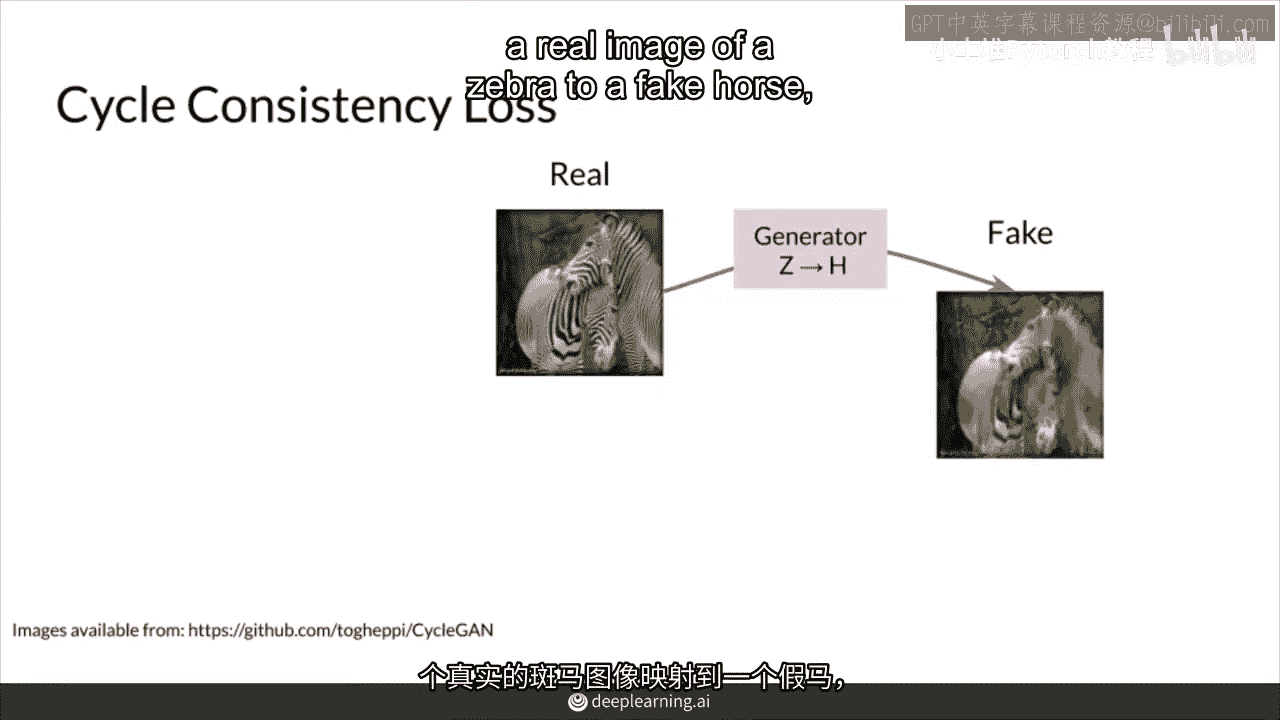 GPT中英字幕课程资源@bilibili.com
小土堆Pytorch教程 bilibili
a real image of a
zebra to a fake horse,
Cycle Consistency Loss
Real
Generator
Z → H
Fake
Images available from: https://github.com/togheppi/CycleGAN
个真实的斑马图像映射到一个假马，
deeplearning.ai